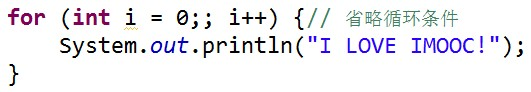 for (int i = 0;; i++) {// 省略循环条件
    System.out.println("I LOVE IMOOC!");
}